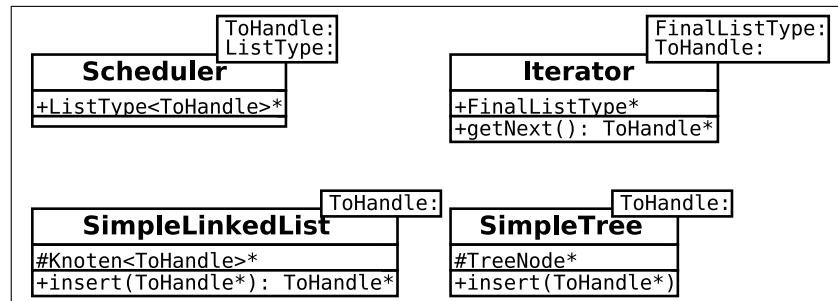 ToHandle:
ListType:
Scheduler
+ListType<ToHandle>*
FinalListType:
ToHandle:
Iterator
+FinalListType*
+getNext(): ToHandle*
ToHandle:
SimpleLinkedList
#Knoten<ToHandle>*
+insert(ToHandle*): ToHandle*
ToHandle:
SimpleTree
#TreeNode*
+insert(ToHandle*)